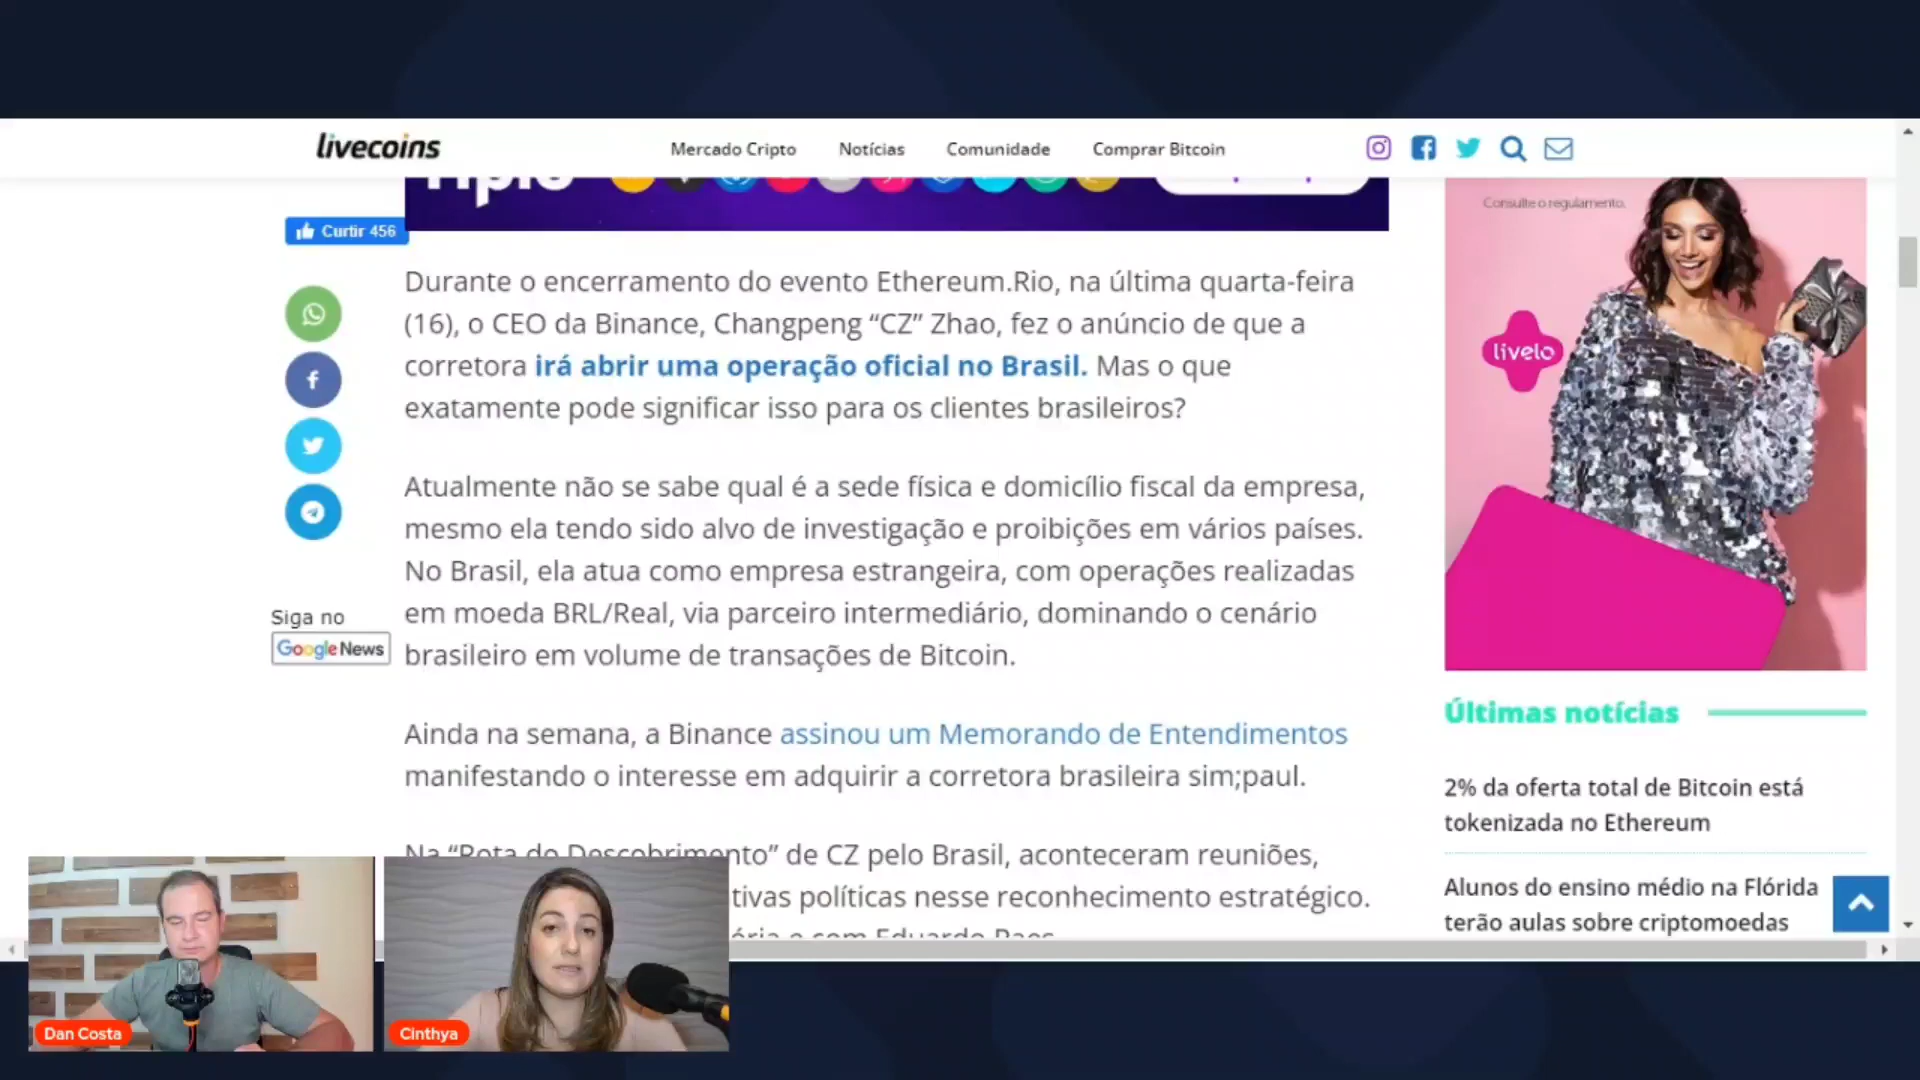 livecoins
Mercado Cripto
Notícias
Comunidade
Comprar Bitcoin
Curtir 456
Durante o encerramento do evento Ethereum.Rio, na última quarta-feira
(16), o CEO da Binance, Changpeng “CZ” Zhao, fez o anúncio de que a
corretora irá abrir uma operação oficial no Brasil. Mas o que
exatamente pode significar isso para os clientes brasileiros?
Atualmente não se sabe qual é a sede física e domicílio fiscal da empresa,
mesmo ela tendo sido alvo de investigação e proibições em vários países.
No Brasil, ela atua como empresa estrangeira, com operações realizadas
em moeda BRL/Real, via parceiro intermediário, dominando o cenário
brasileiro em volume de transações de Bitcoin.
Siga no
Google News
Ainda na semana, a Binance assinou um Memorando de Entendimentos
manifestando o interesse em adquirir a corretora brasileira sim;paul.
Na “Rota do Descobrimento” de CZ pelo Brasil, aconteceram reuniões,
tivas políticas nesse reconhecimento estratégico.
e com Eduardo Paes
Consulte o regulamento.
livelo
Últimas notícias
2% da oferta total de Bitcoin está
tokenizada no Ethereum
Alunos do ensino médio na Flórida
terão aulas sobre criptomoedas
Dan Costa
Cinthya